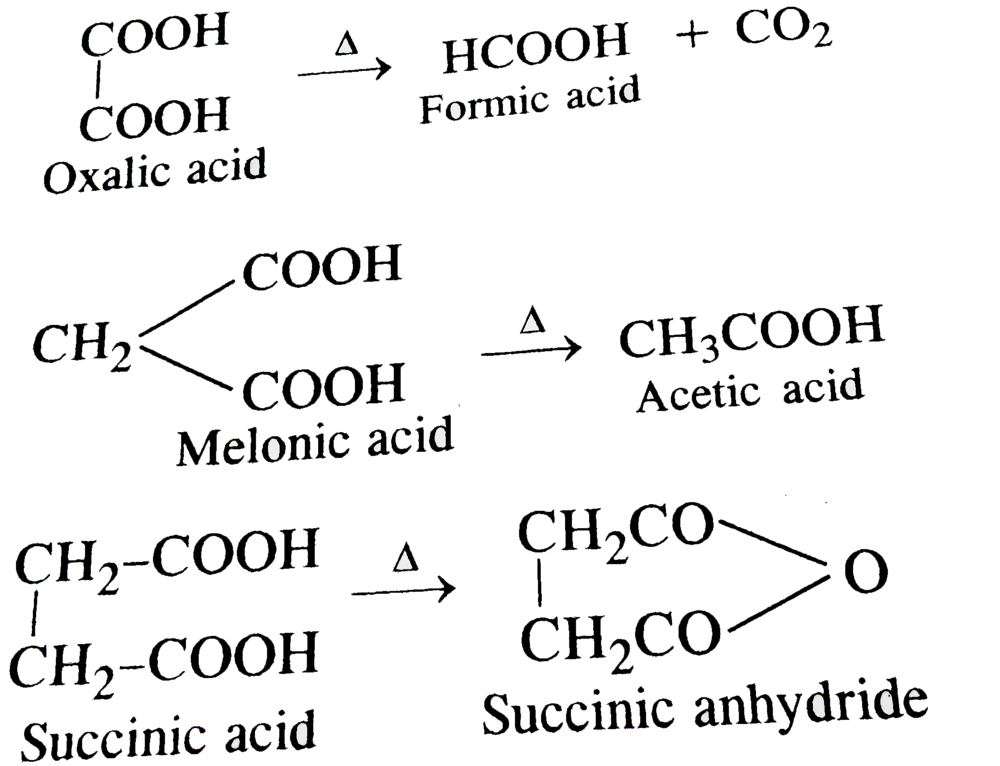 COOH
Δ HCOOH + CO2
COOH Formic acid
Oxalic acid
COOH
CH2 Δ CH3COOH
COOH Acetic acid
Melonic acid
CH2–COOH Δ CH2CO
O
CH2–COOH CH2CO
Succinic acid Succinic anhydride